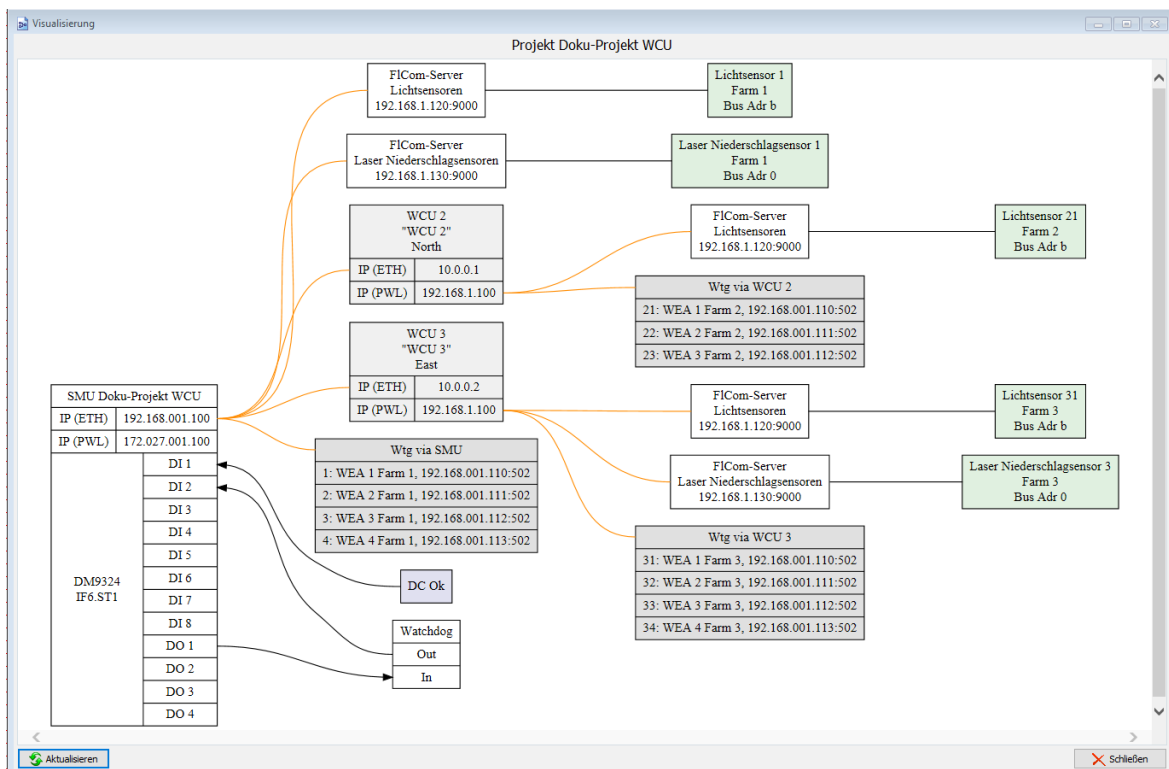 Visualisierung
Projekt Doku-Projekt WCU
FlCom-Server
Lichtsensoren
192.168.1.120:9000
Lichtsensor 1
Farm 1
Bus Adr b
FlCom-Server
Laser Niederschlagsensoren
192.168.1.130:9000
Laser Niederschlagsensor 1
Farm 1
Bus Adr 0
WCU 2
"WCU 2"
North
IP (ETH) 10.0.0.1
IP (PWL) 192.168.1.100
FlCom-Server
Lichtsensoren
192.168.1.120:9000
Lichtsensor 21
Farm 2
Bus Adr b
Wtg via WCU 2
21: WEA 1 Farm 2, 192.168.001.110:502
22: WEA 2 Farm 2, 192.168.001.111:502
23: WEA 3 Farm 2, 192.168.001.112:502
WCU 3
"WCU 3"
East
IP (ETH) 10.0.0.2
IP (PWL) 192.168.1.100
FlCom-Server
Lichtsensoren
192.168.1.120:9000
Lichtsensor 31
Farm 3
Bus Adr b
FlCom-Server
Laser Niederschlagsensoren
192.168.1.130:9000
Laser Niederschlagsensor 3
Farm 3
Bus Adr 0
Wtg via WCU 3
31: WEA 1 Farm 3, 192.168.001.110:502
32: WEA 2 Farm 3, 192.168.001.111:502
33: WEA 3 Farm 3, 192.168.001.112:502
34: WEA 4 Farm 3, 192.168.001.113:502
SMU Doku-Projekt WCU
IP (ETH) 192.168.001.100
IP (PWL) 172.027.001.100
DM9324
IF6.ST1
DI 1
DI 2
DI 3
DI 4
DI 5
DI 6
DI 7
DI 8
DO 1
DO 2
DO 3
DO 4
Wtg via SMU
1: WEA 1 Farm 1, 192.168.001.110:502
2: WEA 2 Farm 1, 192.168.001.111:502
3: WEA 3 Farm 1, 192.168.001.112:502
4: WEA 4 Farm 1, 192.168.001.113:502
DC Ok
Watchdog
Out
In
Aktualisieren
Schließen